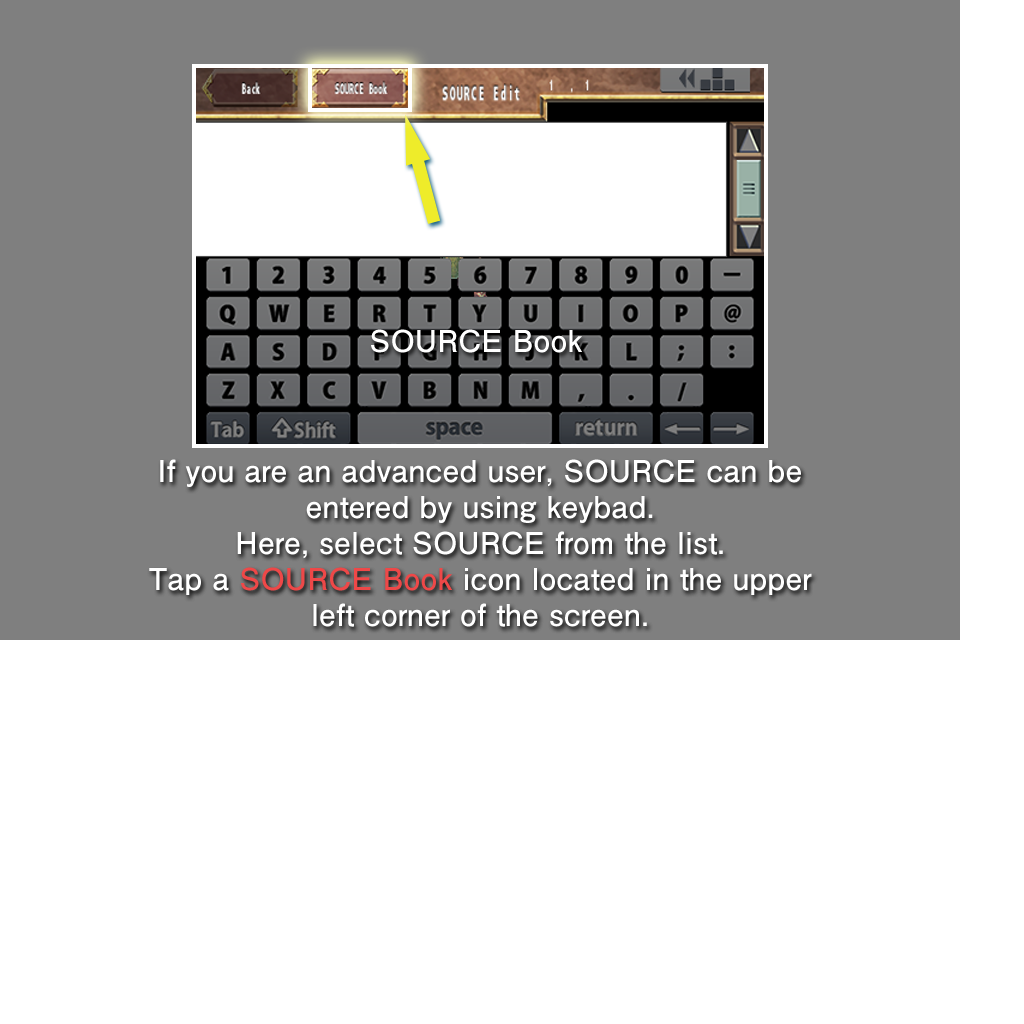 Back SOURCE Book SOURCE Edit 1 . 1
1 2 3 4 5 6 7 8 9 0 —
Q W E R T Y U I O P @
A S D F G H J K L ; :
SOURCE Book
Z X C V B N M , . /
Tab Shift space return
If you are an advanced user, SOURCE can be
entered by using keybad.
Here, select SOURCE from the list.
Tap a SOURCE Book icon located in the upper
left corner of the screen.